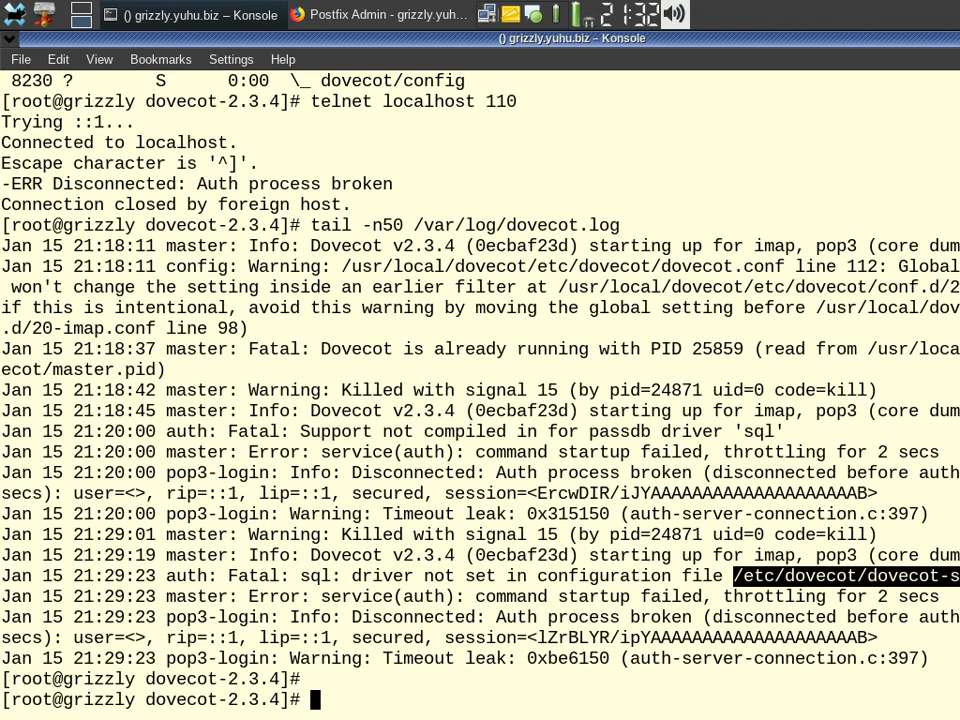 () grizzly.yuhu.biz – Konsole
Postfix Admin - grizzly.yuh...
21:32
() grizzly.yuhu.biz – Konsole
File Edit View Bookmarks Settings Help
8230 ? S 0:00 \_ dovecot/config
[root@grizzly dovecot-2.3.4]# telnet localhost 110
Trying ::1...
Connected to localhost.
Escape character is '^]'.
-ERR Disconnected: Auth process broken
Connection closed by foreign host.
[root@grizzly dovecot-2.3.4]# tail -n50 /var/log/dovecot.log
Jan 15 21:18:11 master: Info: Dovecot v2.3.4 (0ecbaf23d) starting up for imap, pop3 (core dum
Jan 15 21:18:11 config: Warning: /usr/local/dovecot/etc/dovecot/dovecot.conf line 112: Global
won't change the setting inside an earlier filter at /usr/local/dovecot/etc/dovecot/conf.d/2
if this is intentional, avoid this warning by moving the global setting before /usr/local/dov
.d/20-imap.conf line 98)
Jan 15 21:18:37 master: Fatal: Dovecot is already running with PID 25859 (read from /usr/loca
ecot/master.pid)
Jan 15 21:18:42 master: Warning: Killed with signal 15 (by pid=24871 uid=0 code=kill)
Jan 15 21:18:45 master: Info: Dovecot v2.3.4 (0ecbaf23d) starting up for imap, pop3 (core dum
Jan 15 21:20:00 auth: Fatal: Support not compiled in for passdb driver 'sql'
Jan 15 21:20:00 master: Error: service(auth): command startup failed, throttling for 2 secs
Jan 15 21:20:00 pop3-login: Info: Disconnected: Auth process broken (disconnected before auth
secs): user=<>, rip=::1, lip=::1, secured, session=<ErcwDIR/iJYAAAAAAAAAAAAAAAAAAAAB>
Jan 15 21:20:00 pop3-login: Warning: Timeout leak: 0x315150 (auth-server-connection.c:397)
Jan 15 21:29:01 master: Warning: Killed with signal 15 (by pid=24871 uid=0 code=kill)
Jan 15 21:29:19 master: Info: Dovecot v2.3.4 (0ecbaf23d) starting up for imap, pop3 (core dum
Jan 15 21:29:23 auth: Fatal: sql: driver not set in configuration file /etc/dovecot/dovecot-s
Jan 15 21:29:23 master: Error: service(auth): command startup failed, throttling for 2 secs
Jan 15 21:29:23 pop3-login: Info: Disconnected: Auth process broken (disconnected before auth
secs): user=<>, rip=::1, lip=::1, secured, session=<lZrBLYR/ipYAAAAAAAAAAAAAAAAAAAAB>
Jan 15 21:29:23 pop3-login: Warning: Timeout leak: 0xbe6150 (auth-server-connection.c:397)
[root@grizzly dovecot-2.3.4]#
[root@grizzly dovecot-2.3.4]#